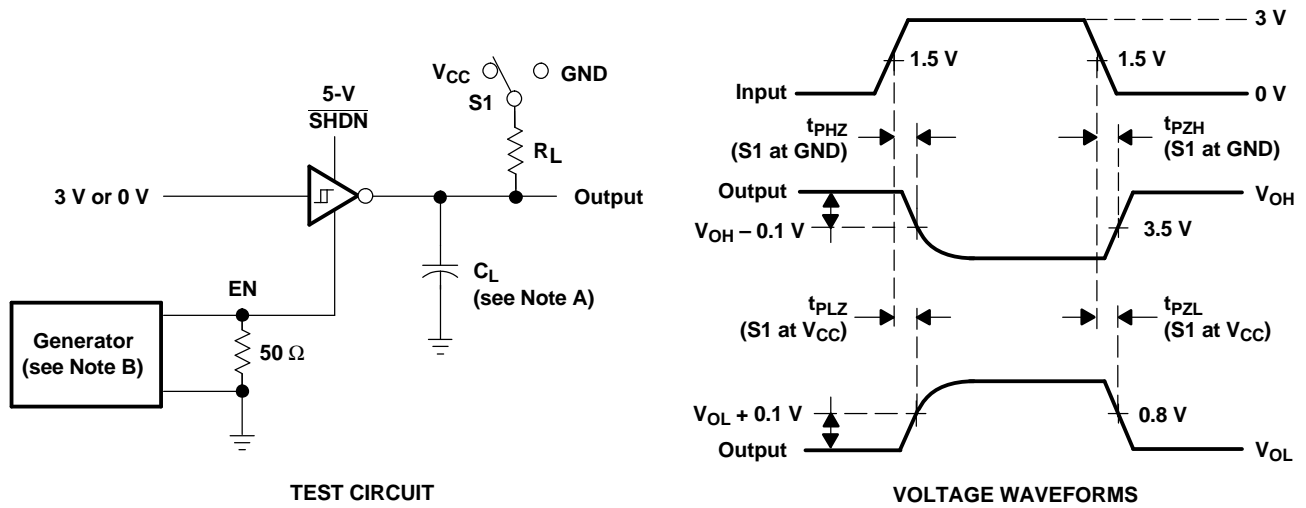 VCC
GND
S1
5-V
SHDN
RL
3 V or 0 V
Output
CL
(see Note A)
EN
Generator
(see Note B)
50 Ω
TEST CIRCUIT
3 V
1.5 V
1.5 V
Input
0 V
tPHZ
(S1 at GND)
tPZH
(S1 at GND)
Output
VOH
VOH – 0.1 V
3.5 V
tPLZ
(S1 at VCC)
tPZL
(S1 at VCC)
VOL + 0.1 V
0.8 V
Output
VOL
VOLTAGE WAVEFORMS